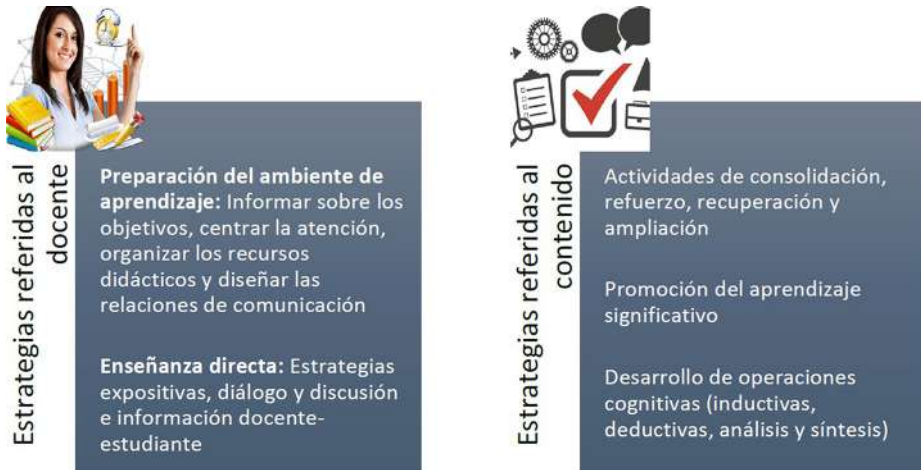 Estrategias referidas al
docente
Preparación del ambiente de
aprendizaje: Informar sobre los
objetivos, centrar la atención,
organizar los recursos
didácticos y diseñar las
relaciones de comunicación
Enseñanza directa: Estrategias
expositivas, diálogo y discusión
e información docente-
estudiante
Estrategias referidas al
contenido
Actividades de consolidación,
refuerzo, recuperación y
ampliación
Promoción del aprendizaje
significativo
Desarrollo de operaciones
cognitivas (inductivas,
deductivas, análisis y síntesis)